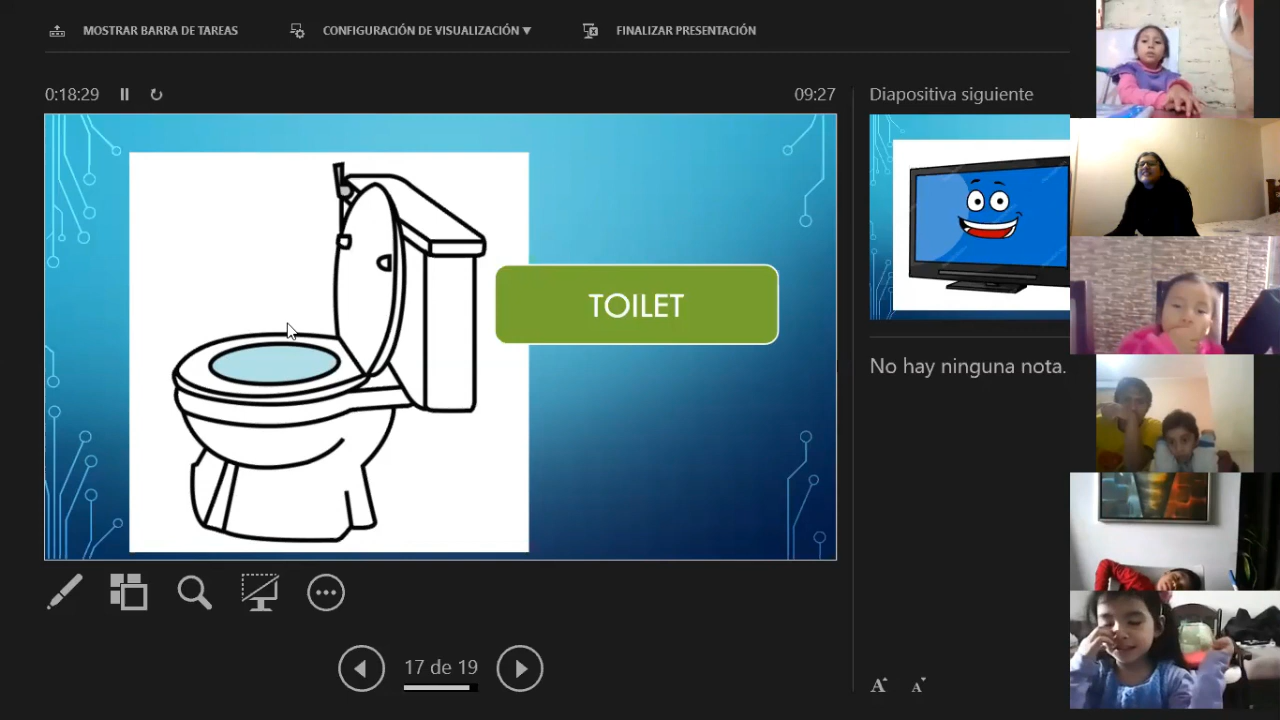 MOSTRAR BARRA DE TAREAS
CONFIGURACIÓN DE VISUALIZACIÓN ▼
FINALIZAR PRESENTACIÓN
0:18:29
09:27
Diapositiva siguiente
TOILET
No hay ninguna nota.
17 de 19
A A